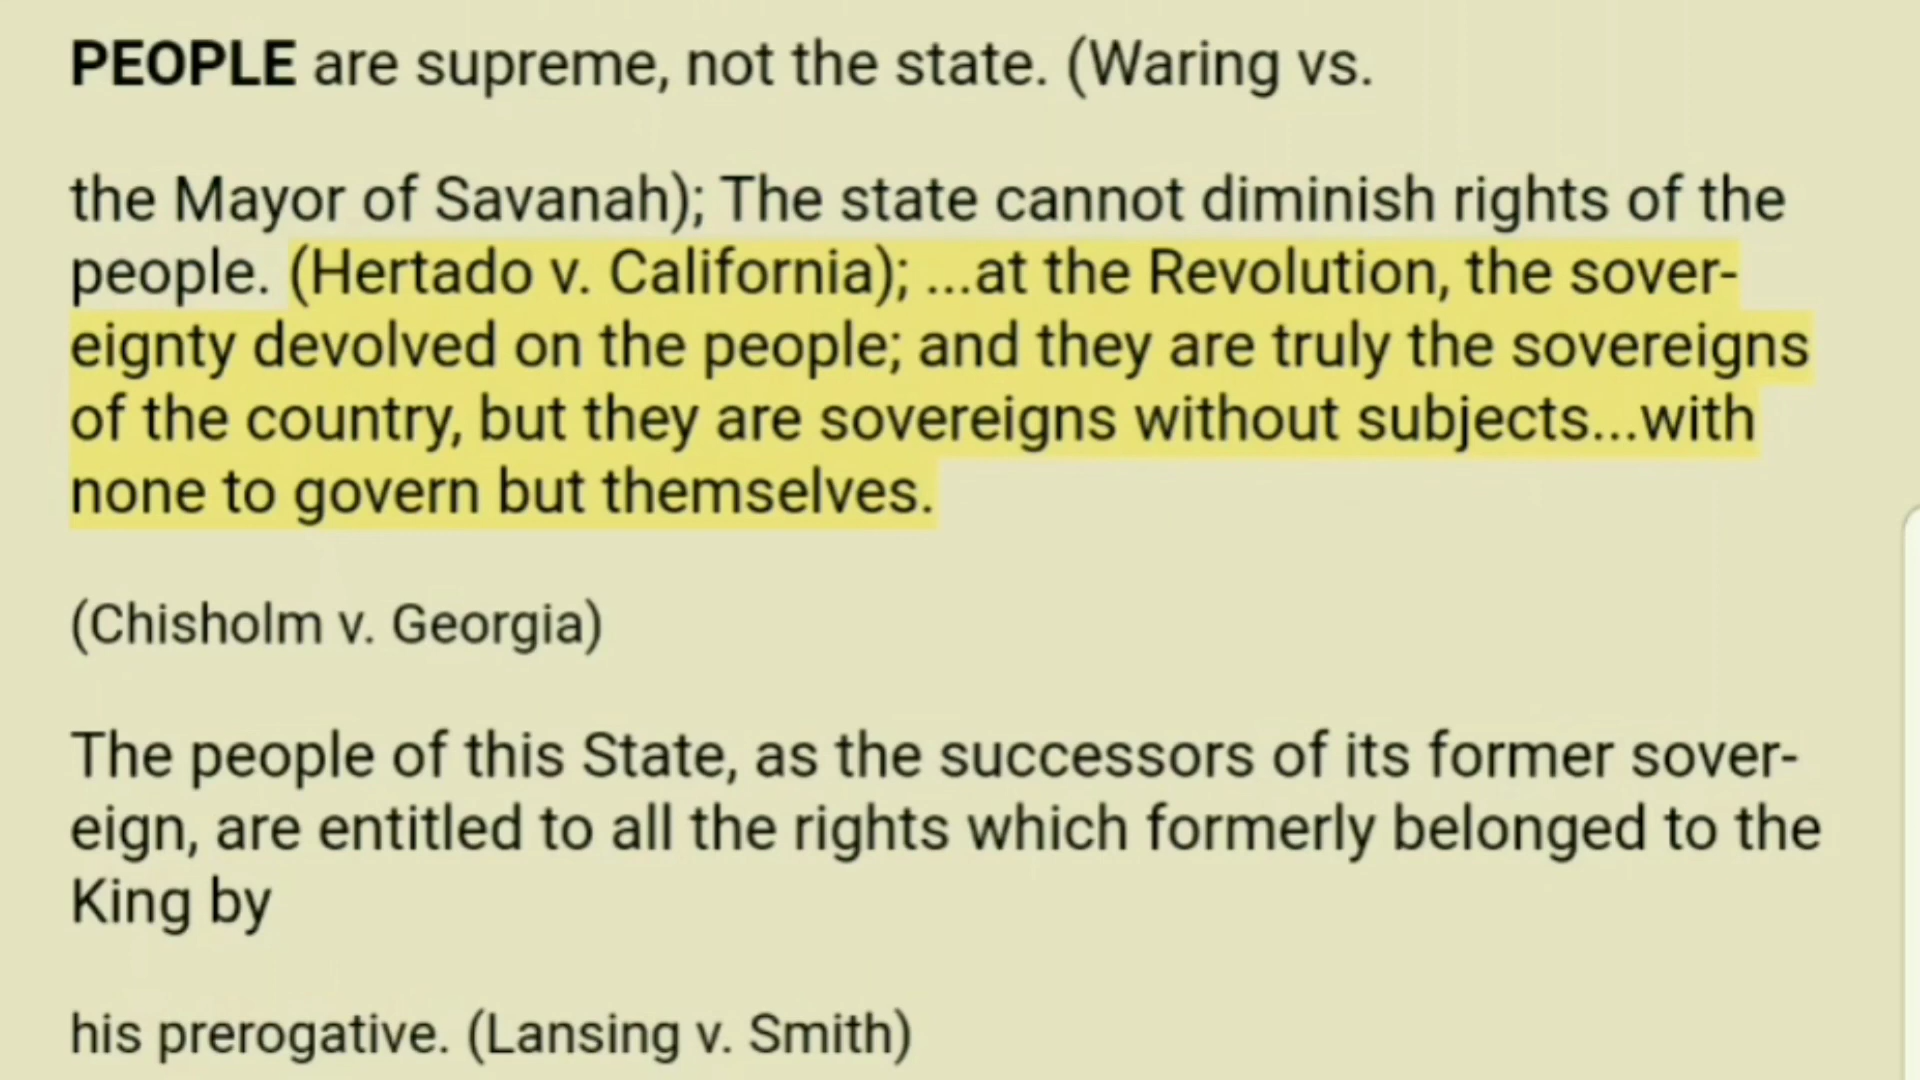 PEOPLE are supreme, not the state. (Waring vs.
the Mayor of Savanah); The state cannot diminish rights of the
people. (Hertado v. California); ...at the Revolution, the sover-
eignty devolved on the people; and they are truly the sovereigns
of the country, but they are sovereigns without subjects...with
none to govern but themselves.
(Chisholm v. Georgia)
The people of this State, as the successors of its former sover-
eign, are entitled to all the rights which formerly belonged to the
King by
his prerogative. (Lansing v. Smith)